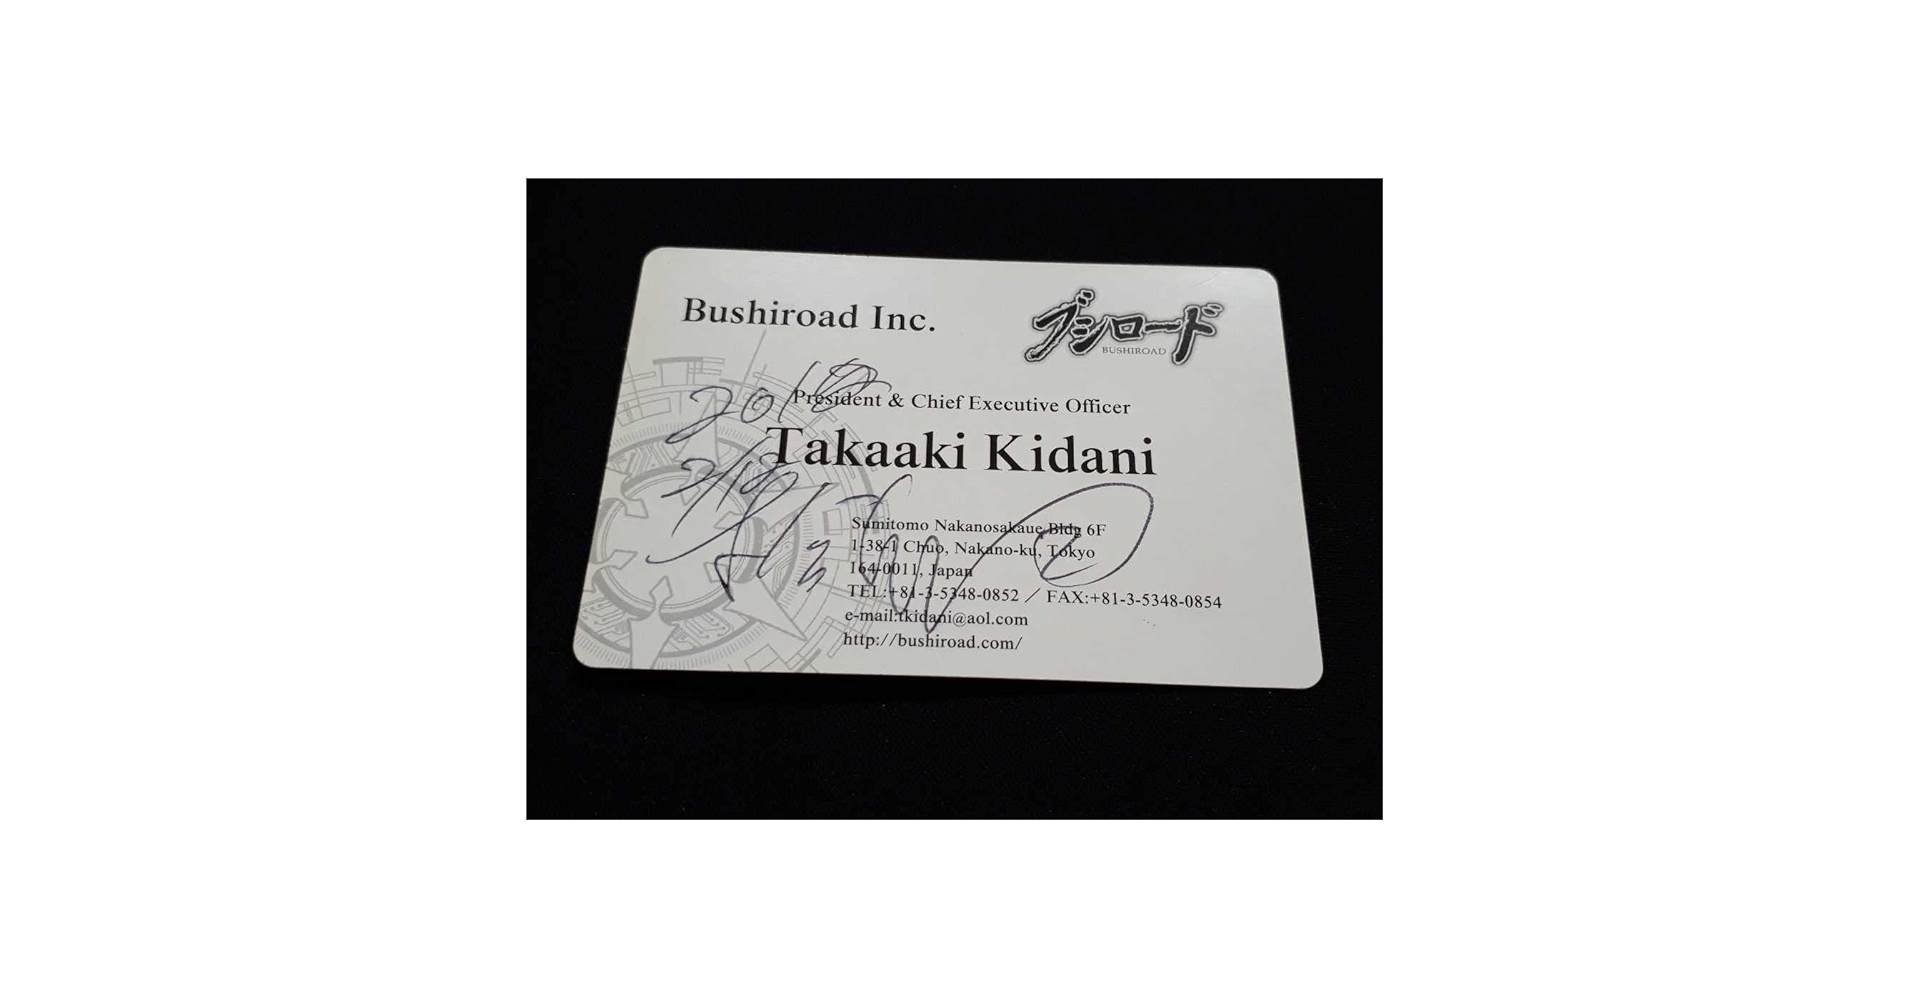 Bushiroad Inc.
ブシロード
BUSHIROAD
President & Chief Executive Officer
Takaaki Kidani
Sumitomo Nakanosakaue Bldg 6F
1-38-1 Chuo, Nakano-ku, Tokyo
164-0011, Japan
TEL:+81-3-5348-0852 ／ FAX:+81-3-5348-0854
e-mail:tkidani@aol.com
http://bushiroad.com/